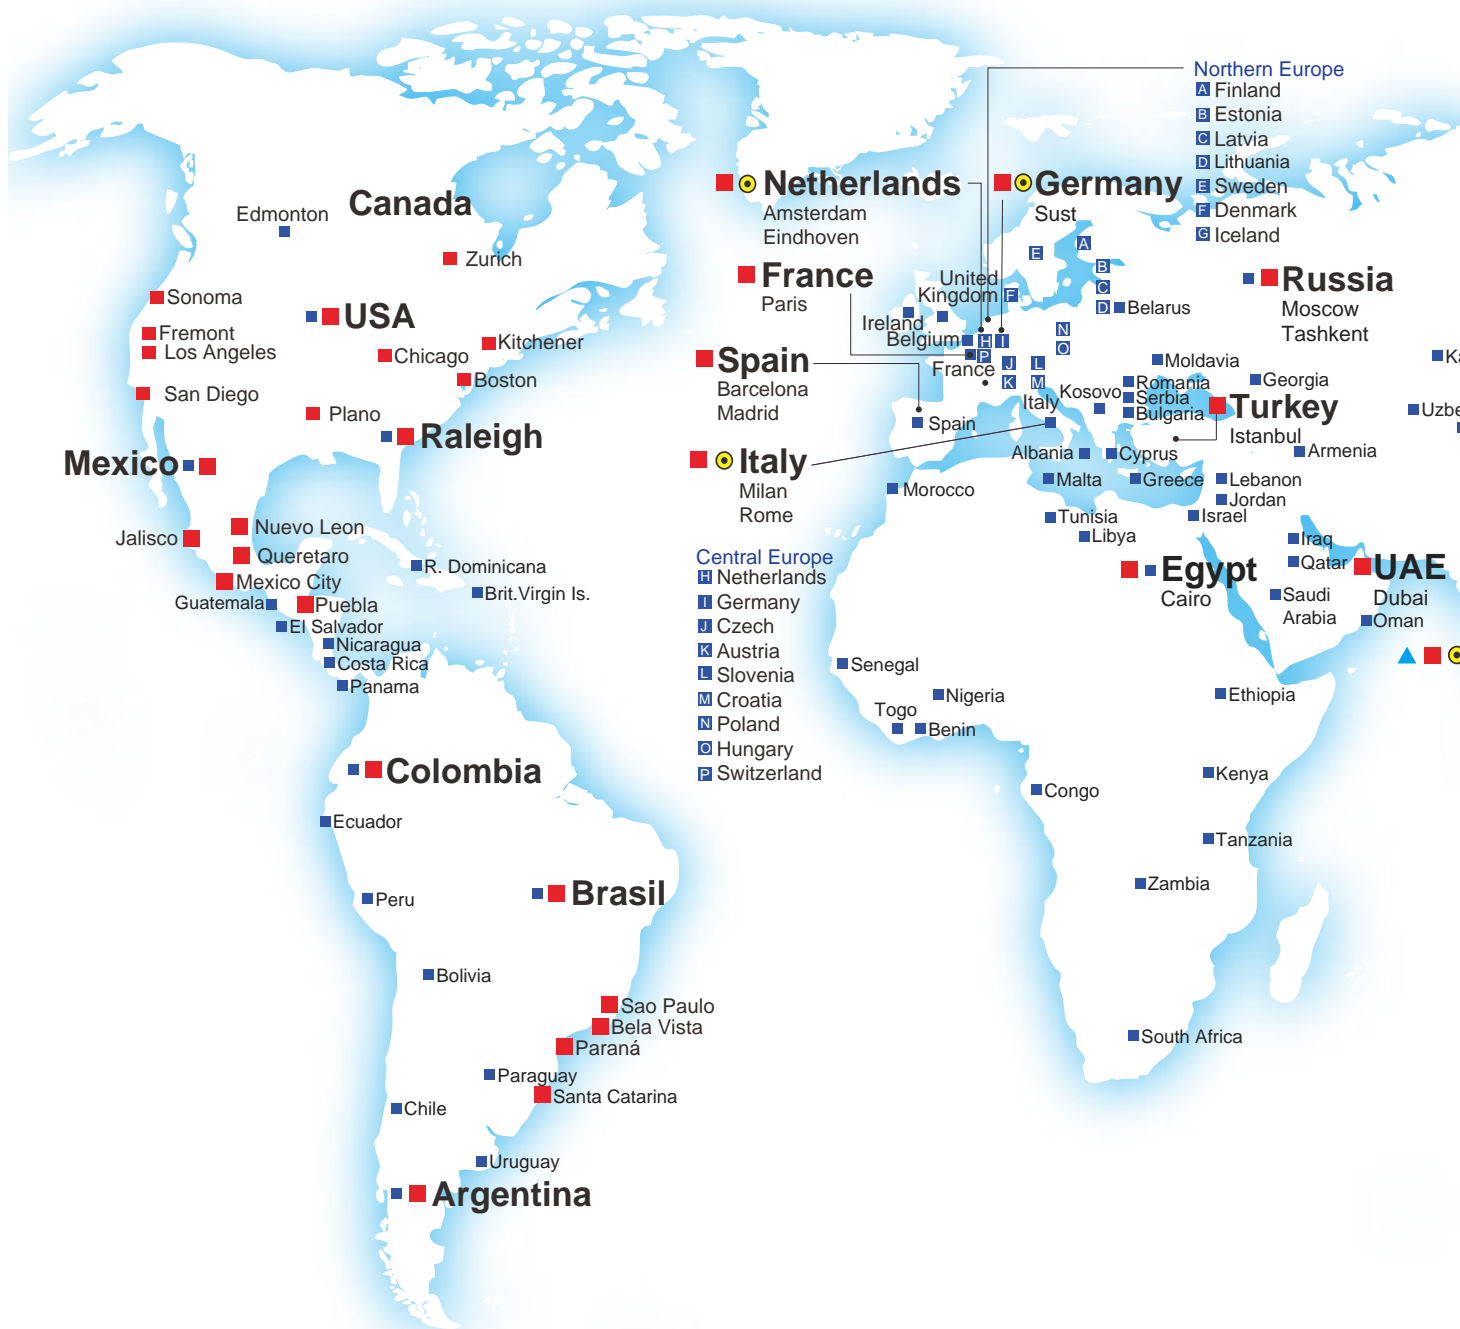 Canada
Edmonton
Zurich
Sonoma
USA
Fremont
Los Angeles
Chicago
Kitchener
San Diego
Boston
Plano
Raleigh
Mexico
Nuevo Leon
Jalisco
Queretaro
Mexico City
Guatemala
Puebla
El Salvador
Nicaragua
Costa Rica
Panama
R. Dominicana
Brit.Virgin Is.
Colombia
Ecuador
Brasil
Peru
Bolivia
Sao Paulo
Bela Vista
Paraná
Paraguay
Santa Catarina
Chile
Uruguay
Argentina
Netherlands
Amsterdam
Eindhoven
France
Paris
Spain
Barcelona
Madrid
Italy
Milan
Rome
Germany
Sust
Northern Europe
A Finland
B Estonia
C Latvia
D Lithuania
E Sweden
F Denmark
G Iceland
Russia
Moscow
Tashkent
Central Europe
H Netherlands
I Germany
J Czech
K Austria
L Slovenia
M Croatia
N Poland
O Hungary
P Switzerland
E
A
B
C
D
F
United
Kingdom
Ireland
Belgium
Belarus
H
I
P
N
O
France
J
L
K
M
Italy
Spain
Kosovo
Moldavia
Romania
Serbia
Bulgaria
Georgia
Turkey
Istanbul
Armenia
Albania
Cyprus
Malta
Greece
Lebanon
Jordan
Israel
Morocco
Tunisia
Libya
Iraq
Qatar
Egypt
Cairo
UAE
Dubai
Saudi
Arabia
Oman
Ka
Uzbe
Senegal
Nigeria
Togo
Benin
Ethiopia
Kenya
Congo
Tanzania
Zambia
South Africa